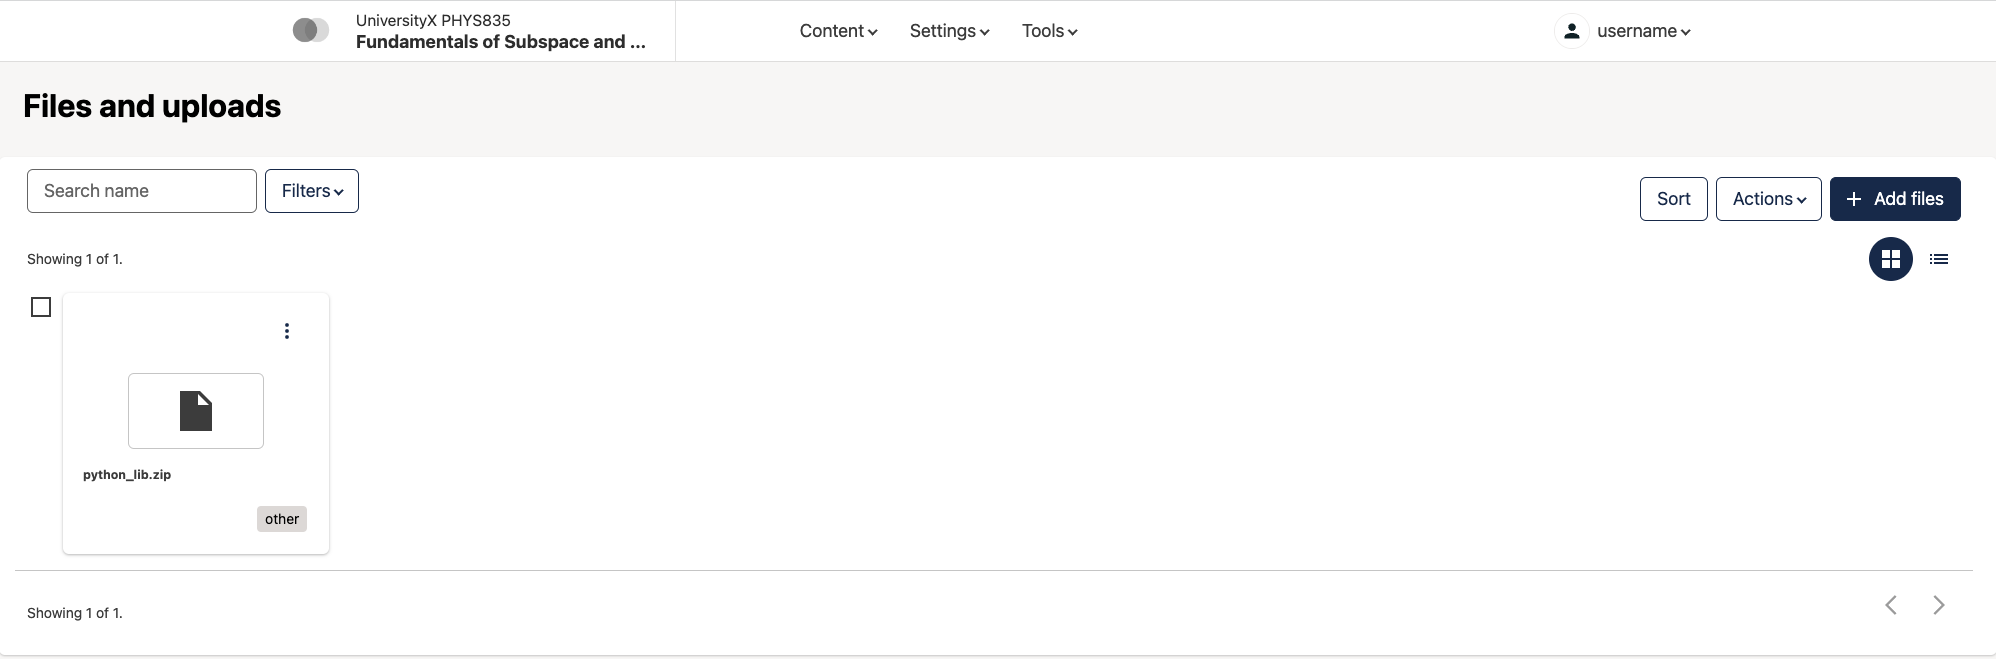 UniversityX PHYS835
Fundamentals of Subspace and ...
Content
Settings
Tools
username
Files and uploads
Search name
Filters
Sort
Actions
Add files
Showing 1 of 1.
python_lib.zip
other
Showing 1 of 1.